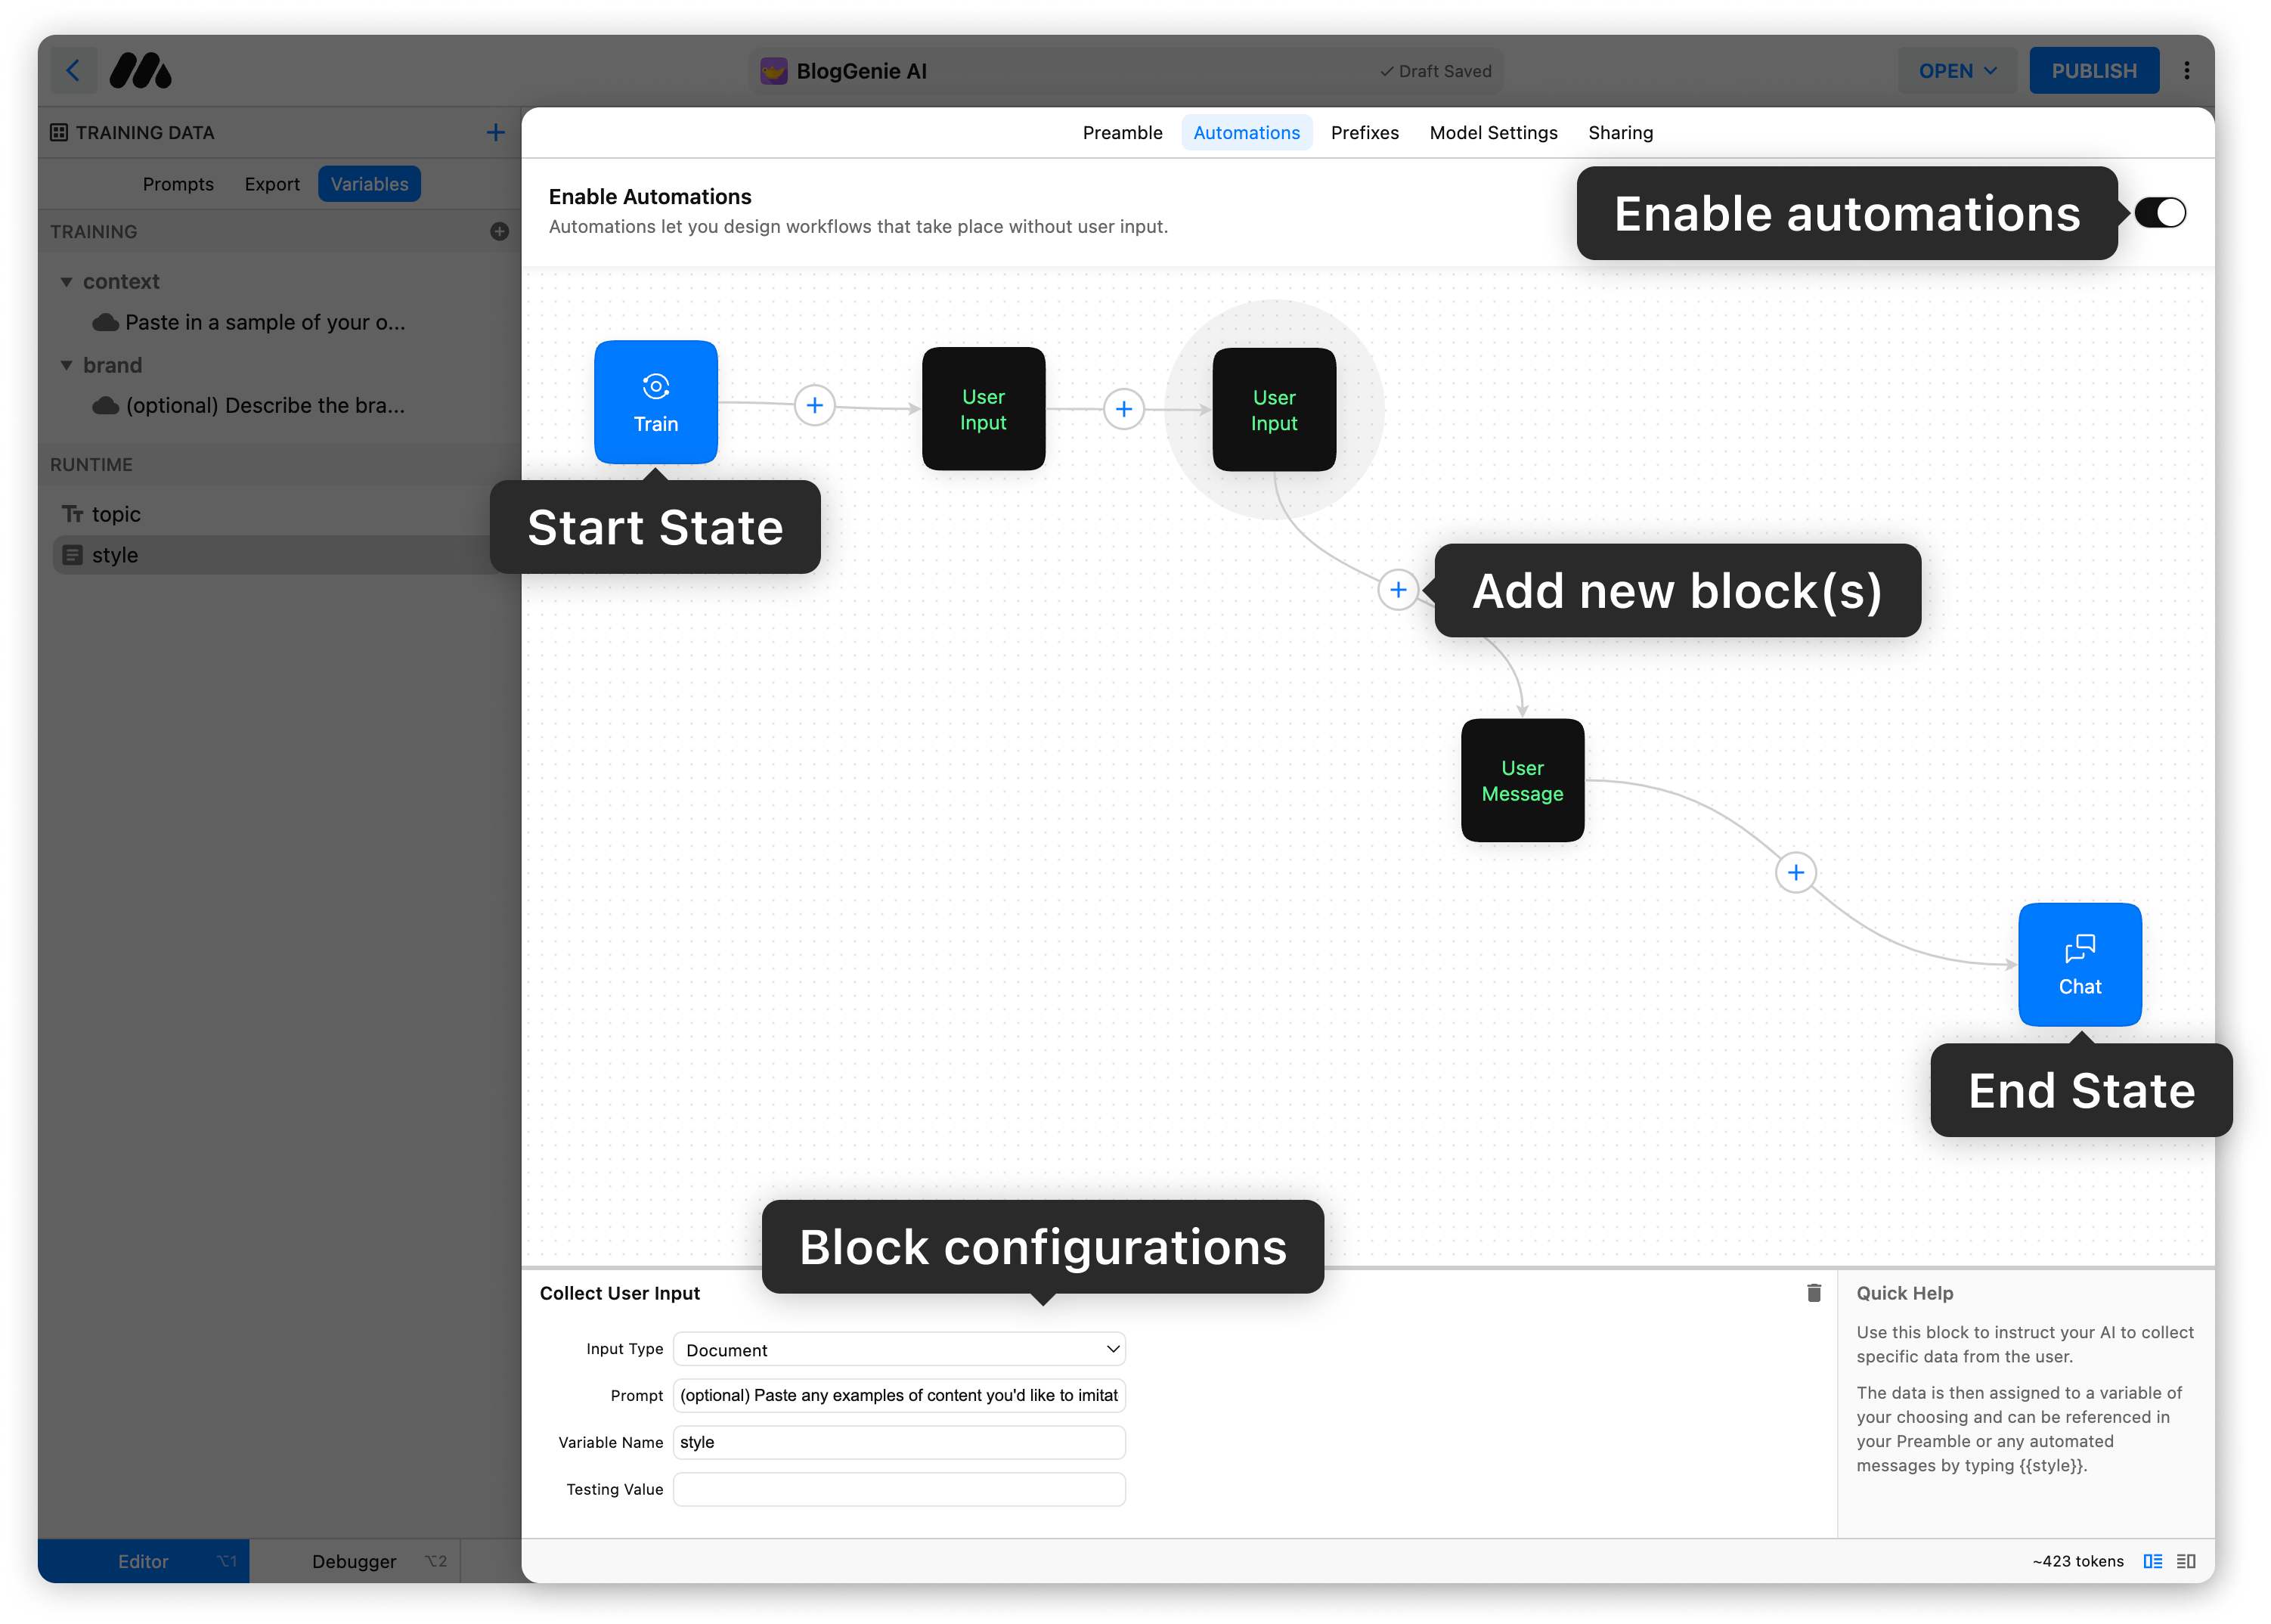 BlogGenie AI
Draft Saved
OPEN
PUBLISH
TRAINING DATA
Prompts
Export
Variables
TRAINING
context
Paste in a sample of your o...
brand
(optional) Describe the bra...
RUNTIME
topic
style
Preamble
Automations
Prefixes
Model Settings
Sharing
Enable Automations
Automations let you design workflows that take place without user input.
Enable automations
Train
Start State
User
Input
User
Input
Add new block(s)
User
Message
Chat
End State
Block configurations
Collect User Input
Input Type
Document
Prompt
(optional) Paste any examples of content you'd like to imitat
Variable Name
style
Testing Value
Quick Help
Use this block to instruct your AI to collect
specific data from the user.
The data is then assigned to a variable of
your choosing and can be referenced in
your Preamble or any automated
messages by typing {{style}}.
Editor
⌥1
Debugger
⌥2
~423 tokens